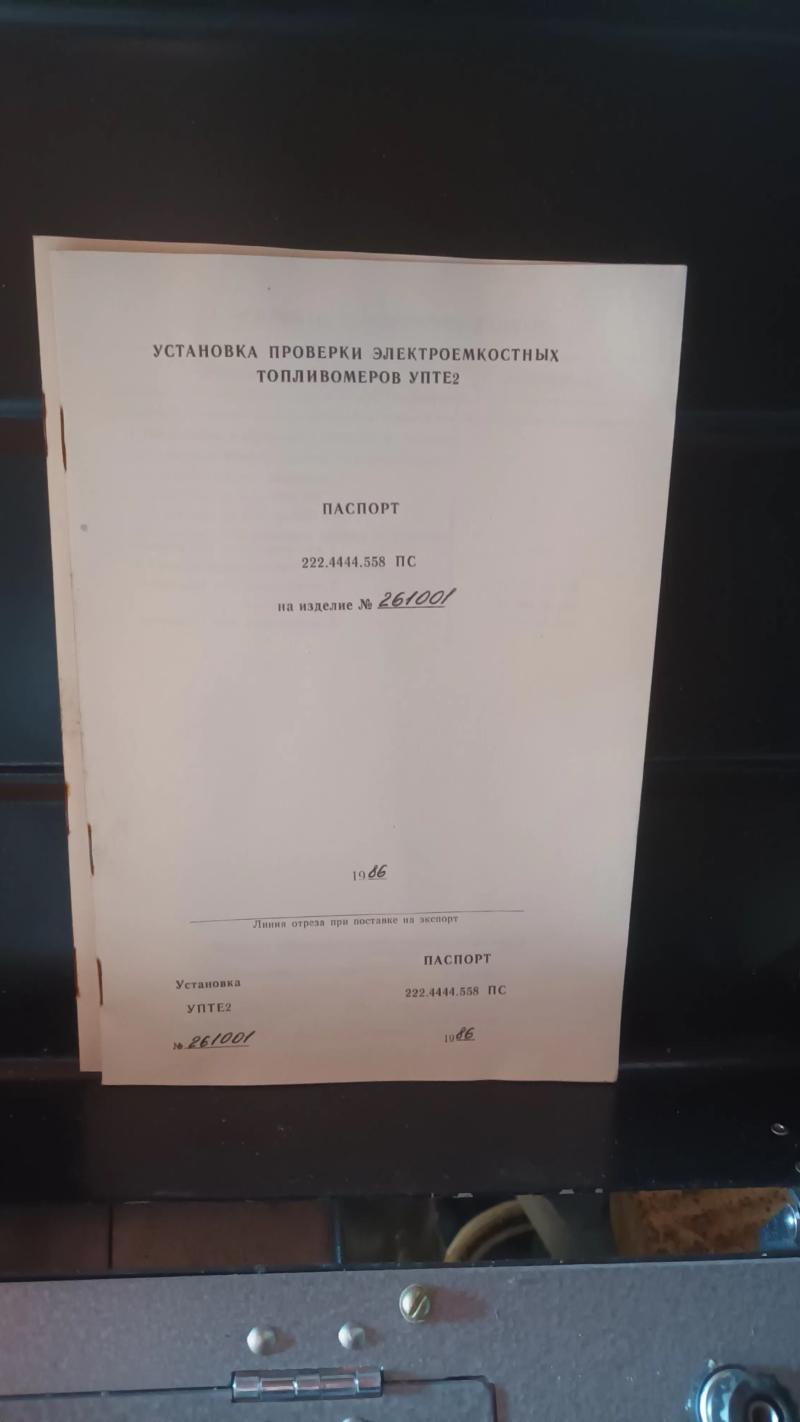 УСТАНОВКА ПРОВЕРКИ ЭЛЕКТРОЕМКОСТНЫХ
ТОПЛИВОМЕРОВ УПТЕ2
ПАСПОРТ
222.4444.558 ПС
на изделие № 261001
1986
Линия отреза при поставке на экспорт
Установка
УПТЕ2
№ 261001
ПАСПОРТ
222.4444.558 ПС
1986